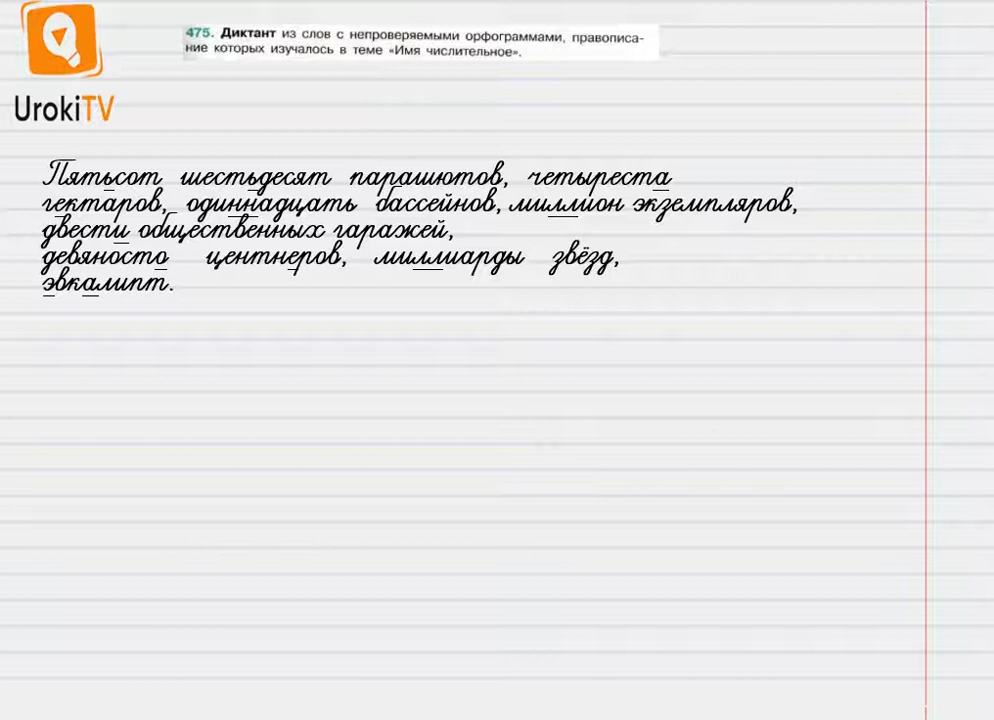 475. Диктант из слов с непроверяемыми орфограммами, правописа-
ние которых изучалось в теме «Имя числительное».
UrokiTV
Пятьсот шестьдесят парашютов, четыреста
гектаров, одиннадцать бассейнов, миллион экземпляров,
двести общественных гаражей,
девяносто центнеров, миллиарды звёзд,
эвкалипт.